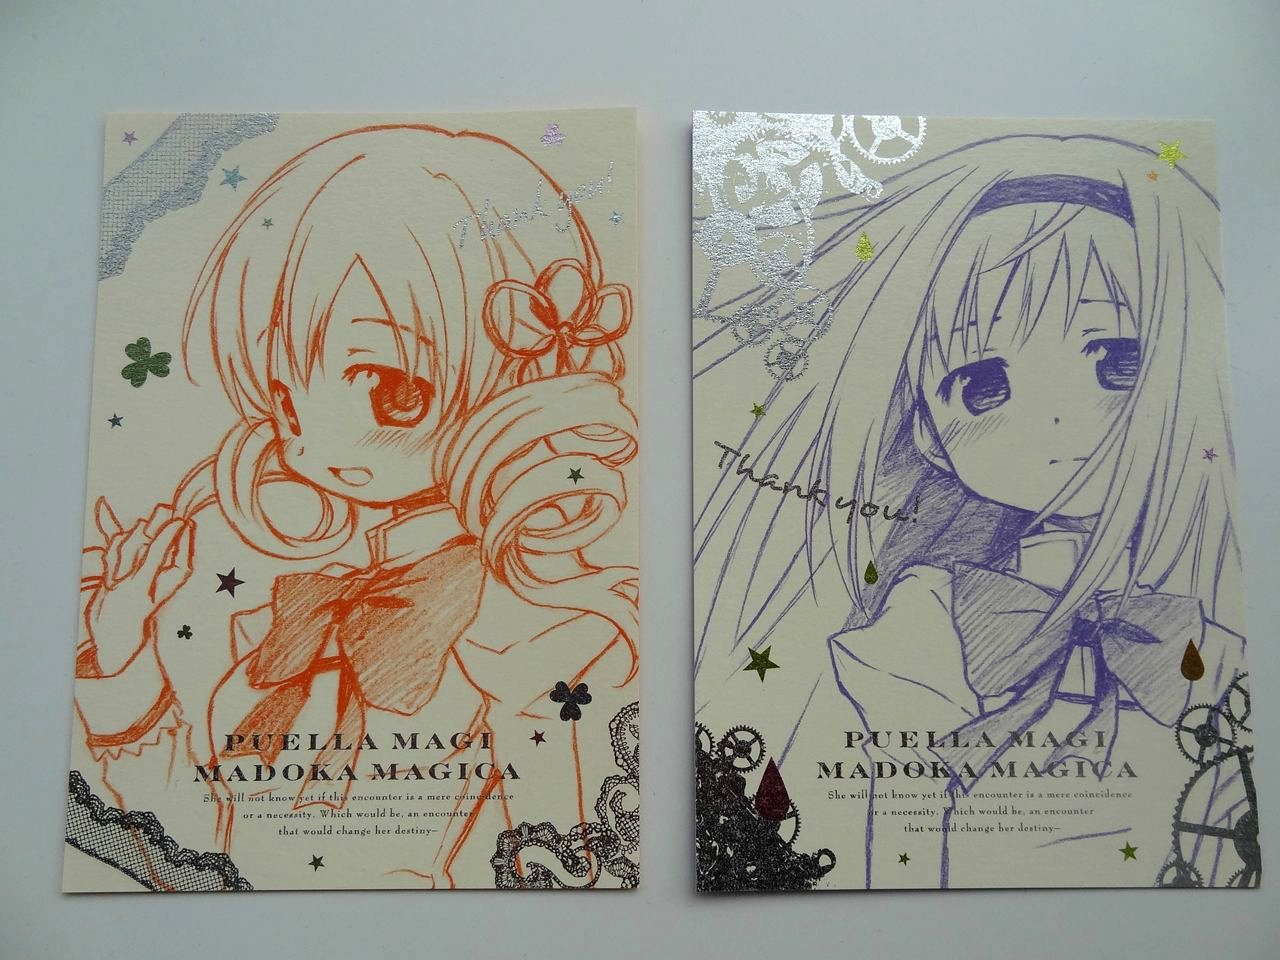 Thank you!
PUELLA MAGI
MADOKA MAGICA
She will not know yet if this encounter is a mere coincidence
or a necessity. Which would be, an encounter
that would change her destiny–
Thank you!
PUELLA MAGI
MADOKA MAGICA
She will not know yet if this encounter is a mere coincidence
or a necessity. Which would be, an encounter
that would change her destiny–